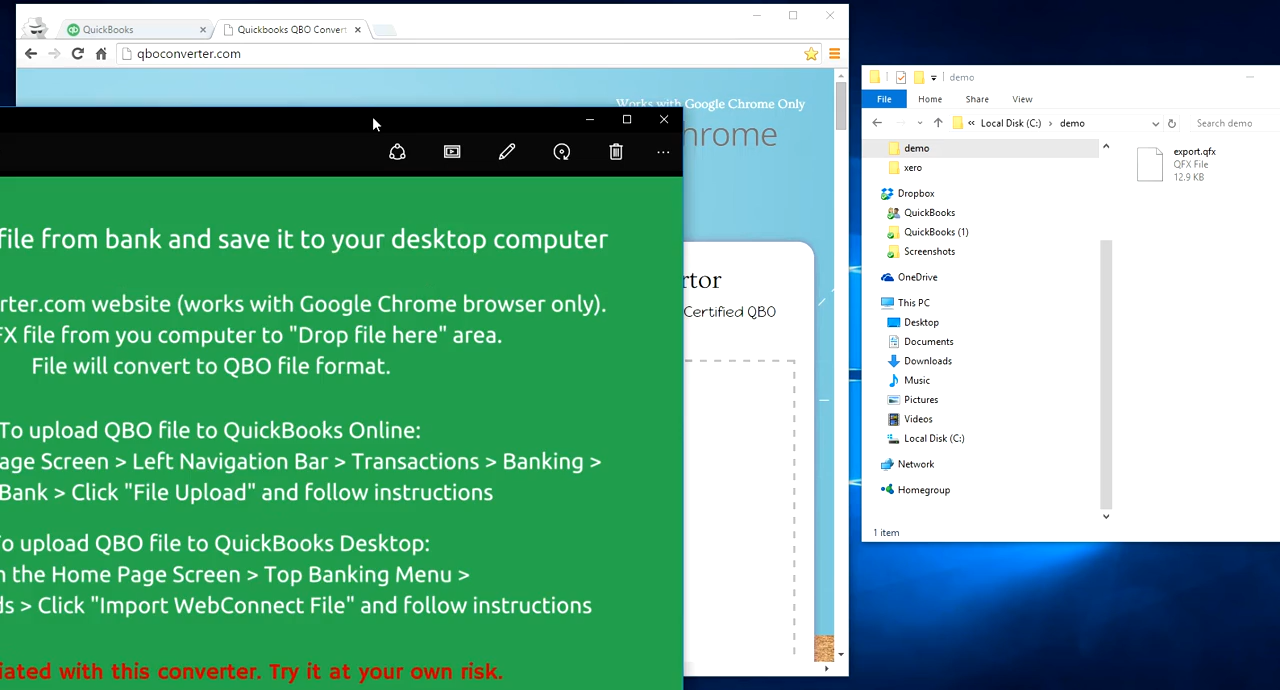 QuickBooks
Quickbooks QBO Convert
qboconverter.com
Works with Google Chrome Only
hrome
file from bank and save it to your desktop computer
rter.com website (works with Google Chrome browser only).
FX file from you computer to "Drop file here" area.
File will convert to QBO file format.
To upload QBO file to QuickBooks Online:
age Screen > Left Navigation Bar > Transactions > Banking >
Bank > Click "File Upload" and follow instructions
To upload QBO file to QuickBooks Desktop:
n the Home Page Screen > Top Banking Menu >
ds > Click "Import WebConnect File" and follow instructions
iated with this converter. Try it at your own risk.
rtor
Certified QBO
demo
File
Home
Share
View
« Local Disk (C:) > demo
Search demo
demo
xero
Dropbox
QuickBooks
QuickBooks (1)
Screenshots
OneDrive
This PC
Desktop
Documents
Downloads
Music
Pictures
Videos
Local Disk (C:)
Network
Homegroup
export.qfx
QFX File
12.9 KB
1 item